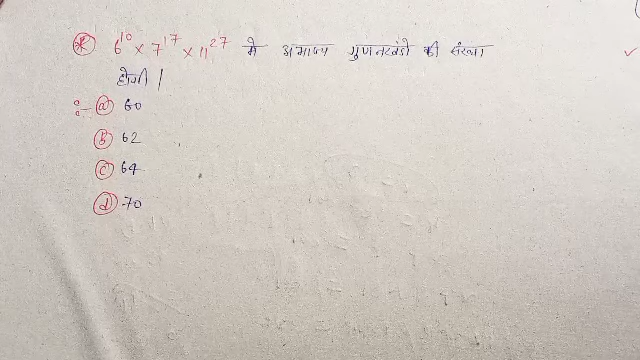 * 6¹⁰ × 7¹⁷ × 11²⁷ मे अभाज्य गुणनखंडो की संख्या
होगी |
:- (a) 60
(b) 62
(c) 64
(d) 70